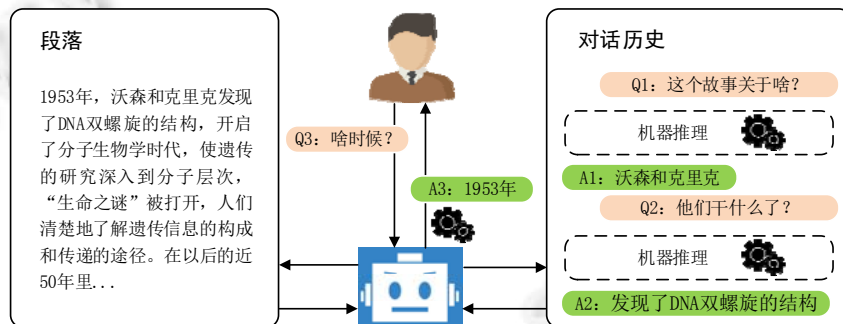 段落
1953年，沃森和克里克发现
了DNA双螺旋的结构，开启
了分子生物学时代，使遗传
的研究深入到分子层次，
“生命之谜”被打开，人们
清楚地了解遗传信息的构成
和传递的途径。在以后的近
50年里...
Q3：啥时候？
A3：1953年
对话历史
Q1：这个故事关于啥？
机器推理
A1：沃森和克里克
Q2：他们干什么了？
机器推理
A2：发现了DNA双螺旋的结构